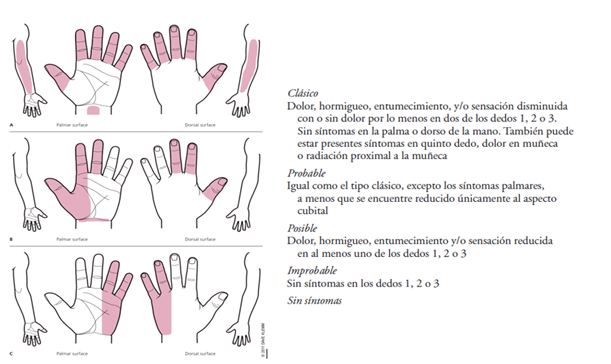 A
Palmar surface
Dorsal surface
B
Palmar surface
Dorsal surface
C
Palmar surface
Dorsal surface
© 2011 DAVE KLEMM
Clásico
Dolor, hormigueo, entumecimiento, y/o sensación disminuida
con o sin dolor por lo menos en dos de los dedos 1, 2 o 3.
Sin síntomas en la palma o dorso de la mano. También puede
estar presentes síntomas en quinto dedo, dolor en muñeca
o radiación proximal a la muñeca
Probable
Igual como el tipo clásico, excepto los síntomas palmares,
a menos que se encuentre reducido únicamente al aspecto
cubital
Posible
Dolor, hormigueo, entumecimiento y/o sensación reducida
en al menos uno de los dedos 1, 2 o 3
Improbable
Sin síntomas en los dedos 1, 2 o 3
Sin síntomas